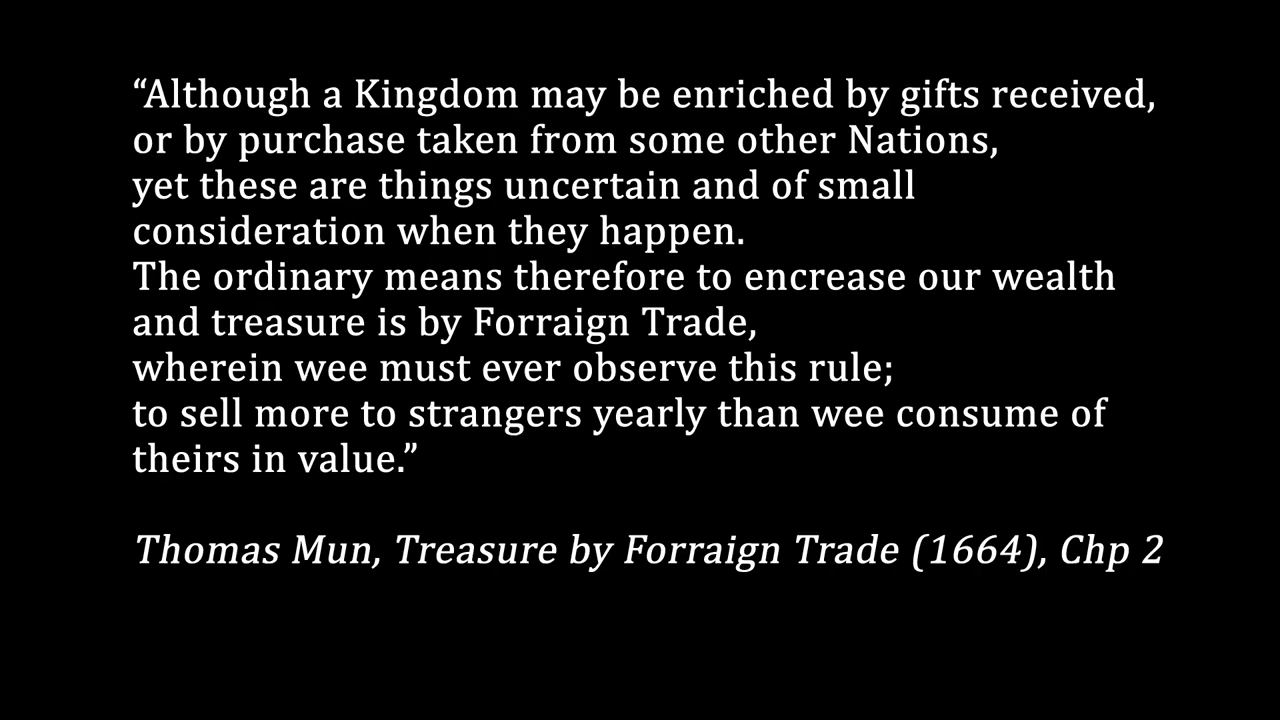 “Although a Kingdom may be enriched by gifts received,
or by purchase taken from some other Nations,
yet these are things uncertain and of small
consideration when they happen.
The ordinary means therefore to encrease our wealth
and treasure is by Forraign Trade,
wherein wee must ever observe this rule;
to sell more to strangers yearly than wee consume of
theirs in value.”
Thomas Mun, Treasure by Forraign Trade (1664), Chp 2